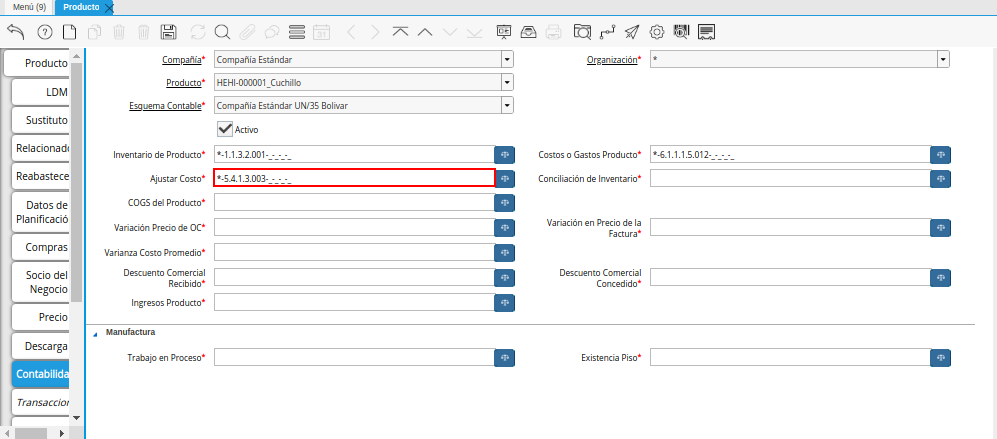 Menú (9) Producto
Producto
LDM
Sustituto
Relacionado
Reabastece
Datos de
Planificació
Compras
Socio del
Negocio
Precio
Descarga
Contabilida
Transaccion
Compañía* Compañía Estándar Organización* *
Producto* HEHI-000001_Cuchillo
Esquema Contable* Compañía Estándar UN/35 Bolivar
Activo
Inventario de Producto* *-1.1.3.2.001-_-_-_-_ Costos o Gastos Producto* *-6.1.1.1.5.012-_-_-_-_
Ajustar Costo* *-5.4.1.3.003-_-_-_-_ Conciliación de Inventario*
COGS del Producto*
Variación Precio de OC* Variación en Precio de la
Factura*
Varianza Costo Promedio*
Descuento Comercial
Recibido* Descuento Comercial
Concedido*
Ingresos Producto*
Manufactura
Trabajo en Proceso* Existencia Piso*